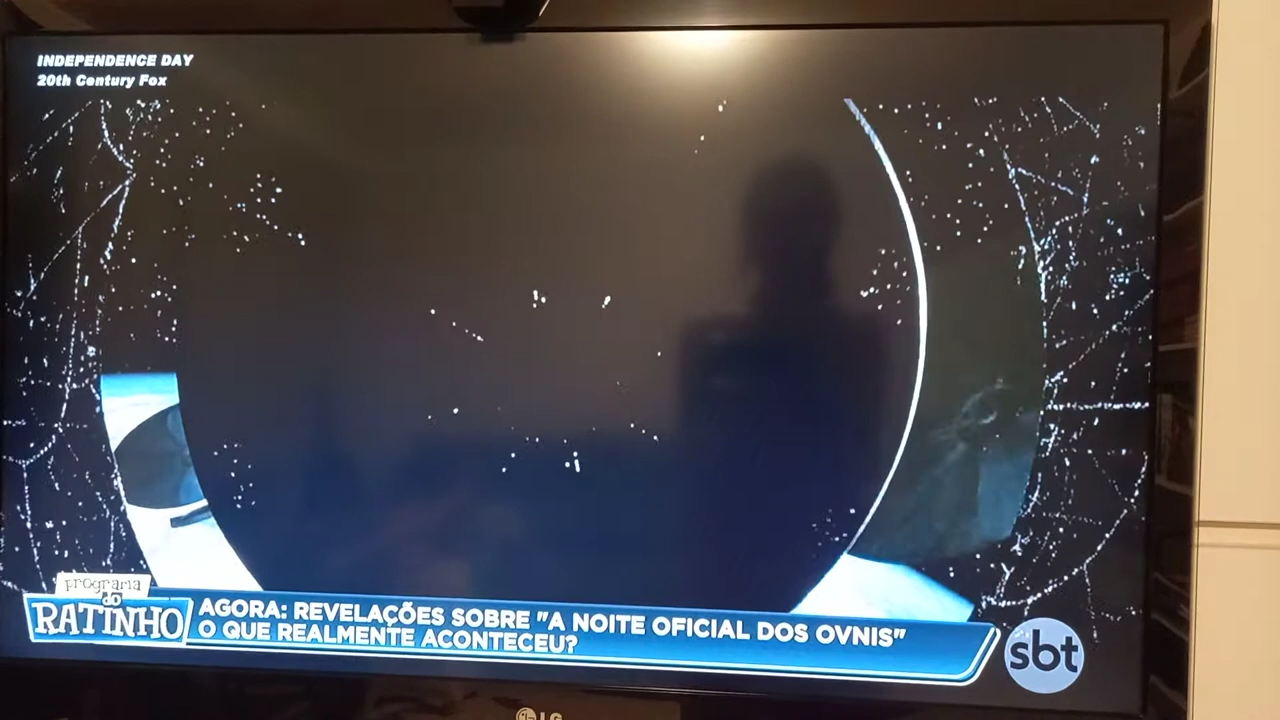 INDEPENDENCE DAY
20th Century Fox
programa
do
RATINHO
AGORA: REVELAÇÕES SOBRE "A NOITE OFICIAL DOS OVNIS"
O QUE REALMENTE ACONTECEU?
sbt
LG